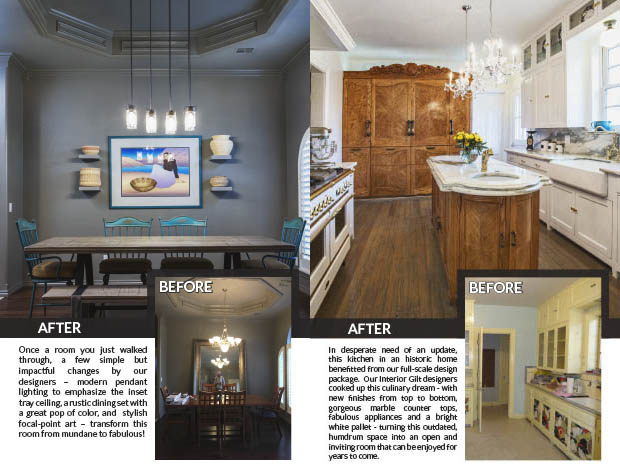 BEFORE
AFTER
Once a room you just walked
through, a few simple but
impactful changes by our
designers – modern pendant
lighting to emphasize the inset
tray ceiling, a rustic dining set with
a great pop of color, and stylish
focal-point art – transform this
room from mundane to fabulous!
BEFORE
AFTER
In desperate need of an update,
this kitchen in an historic home
benefitted from our full-scale design
package. Our Interior Gilt designers
cooked up this culinary dream - with
new finishes from top to bottom,
gorgeous marble counter tops,
fabulous appliances and a bright
white pallet - turning this outdated,
humdrum space into an open and
inviting room that can be enjoyed for
years to come.